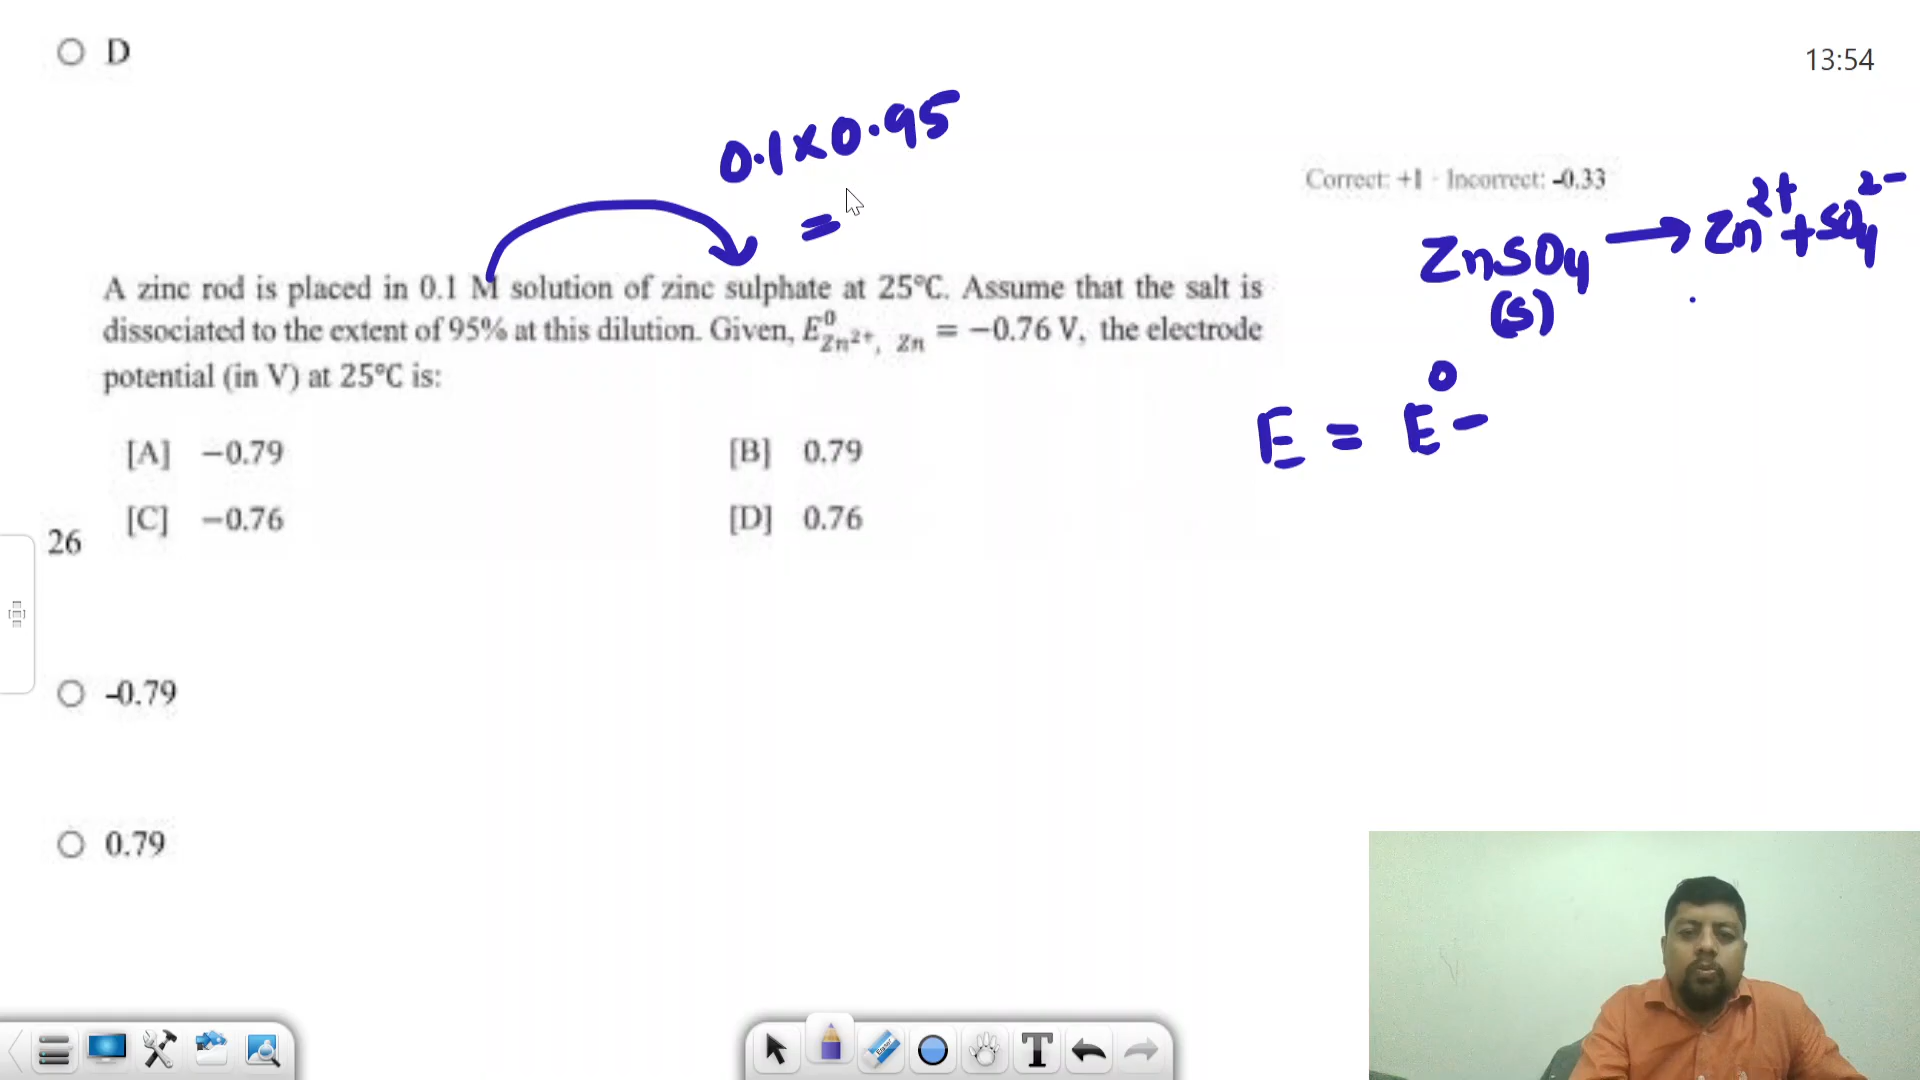 D
13:54
0.1×0.95
=
Correct: +1 · Incorrect: -0.33
ZnSO4 → Zn2+ + SO4 2−
(s)
A zinc rod is placed in 0.1 M solution of zinc sulphate at 25°C. Assume that the salt is
dissociated to the extent of 95% at this dilution. Given, E0Zn2+, Zn = −0.76 V, the electrode
potential (in V) at 25°C is:
E = E0 −
[A] −0.79
[B] 0.79
[C] −0.76
[D] 0.76
26
-0.79
0.79
Eraser
T